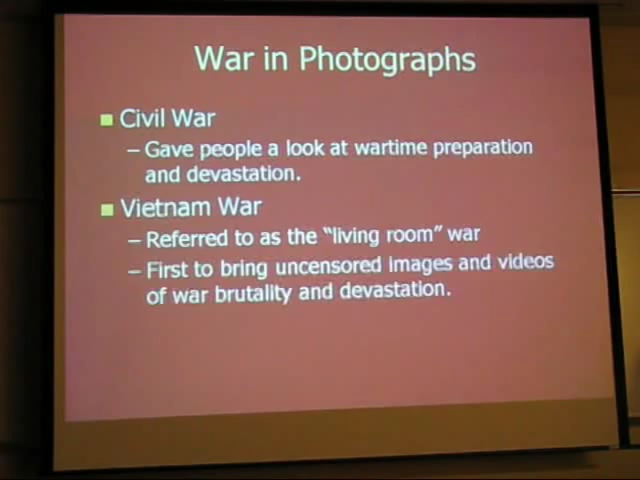 War in Photographs
Civil War
– Gave people a look at wartime preparation
and devastation.
Vietnam War
– Referred to as the “living room” war
– First to bring uncensored images and videos
of war brutality and devastation.